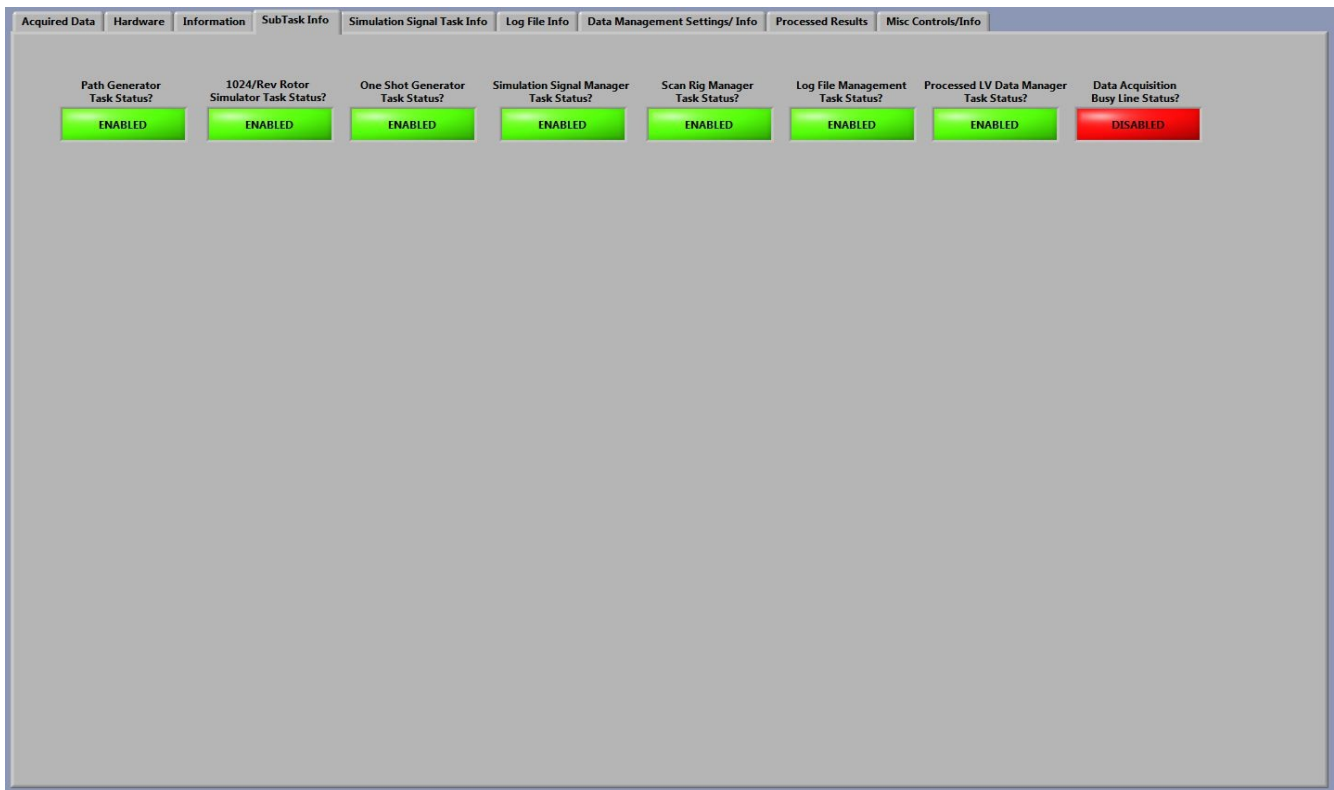 Acquired Data Hardware Information SubTask Info Simulation Signal Task Info Log File Info Data Management Settings/ Info Processed Results Misc Controls/Info
Path Generator 1024/Rev Rotor One Shot Generator Simulation Signal Manager Scan Rig Manager Log File Management Processed LV Data Manager Data Acquisition
Task Status? Simulator Task Status? Task Status? Task Status? Task Status? Task Status? Task Status? Busy Line Status?
ENABLED ENABLED ENABLED ENABLED ENABLED ENABLED ENABLED DISABLED